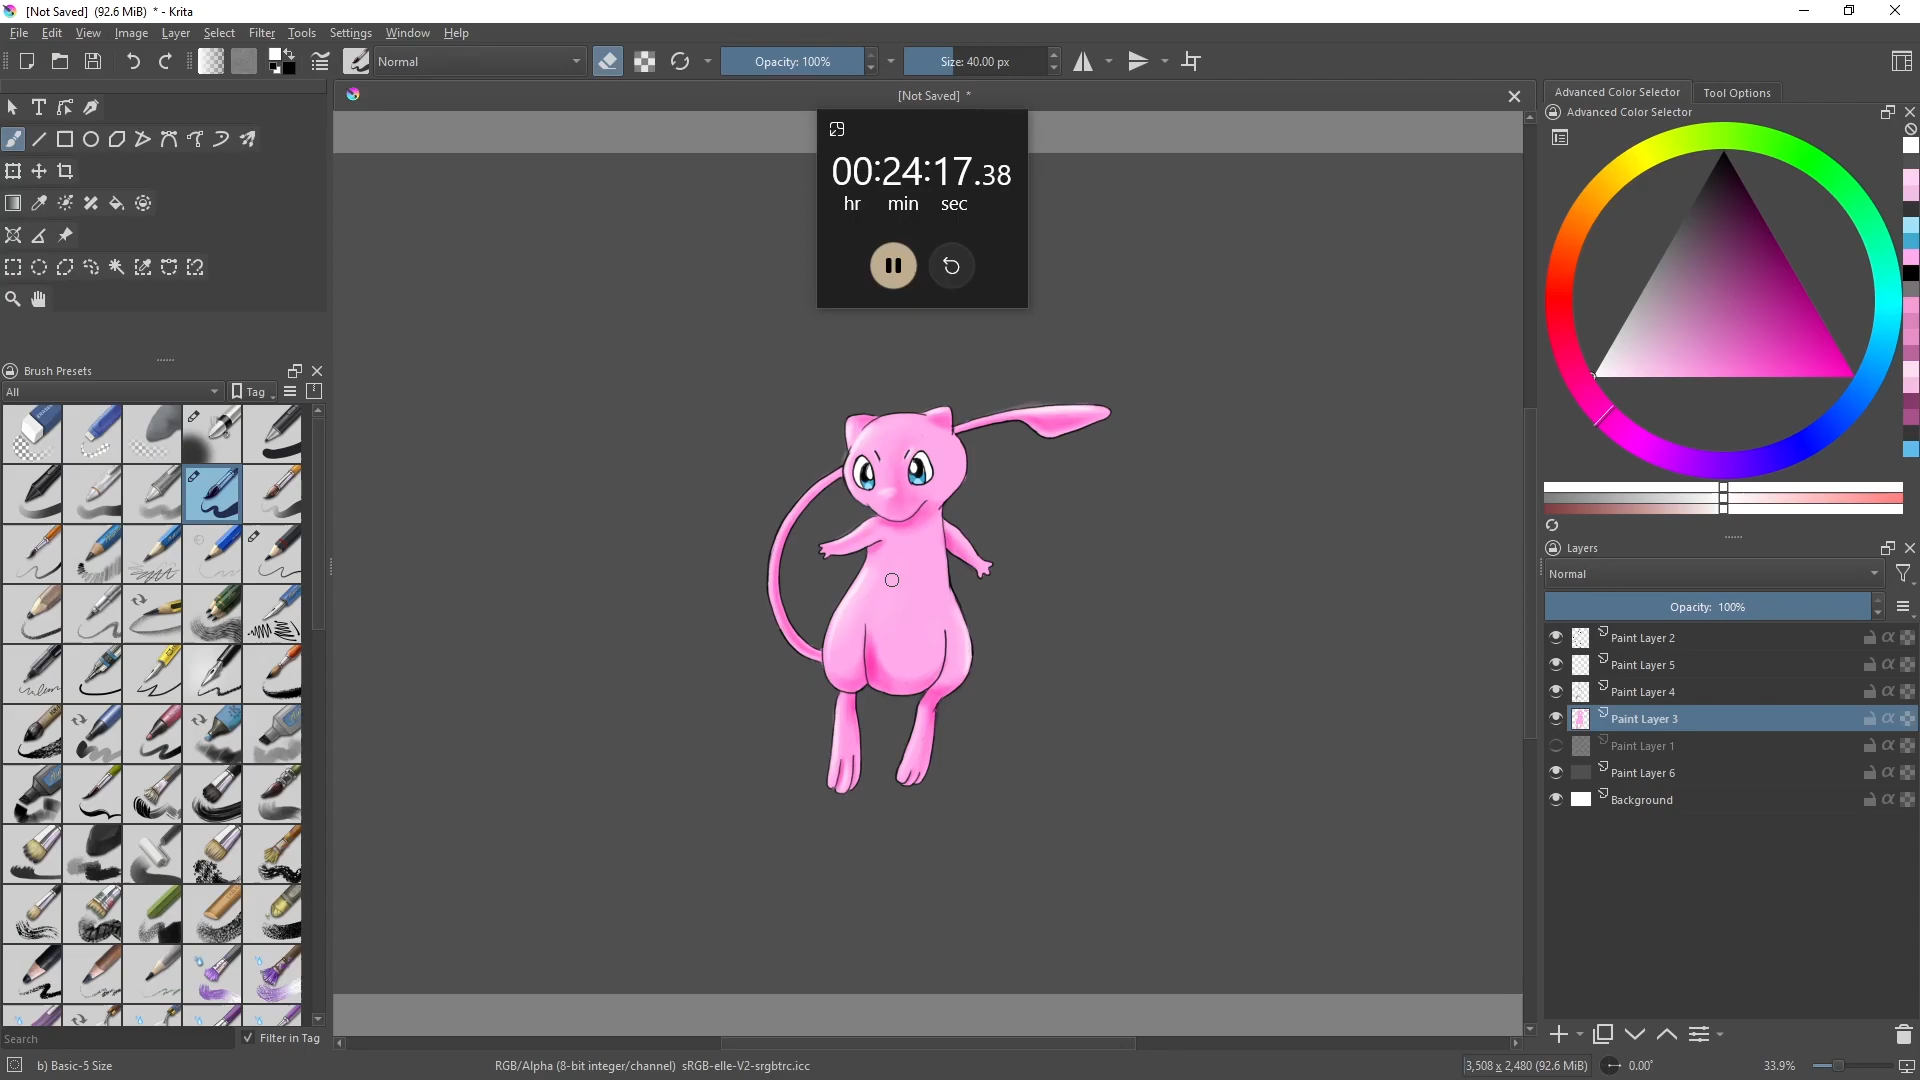 [Not Saved] (92.6 MiB) * - Krita
File Edit View Image Layer Select Filter Tools Settings Window Help
Normal
Opacity: 100%
Size: 40.00 px
[Not Saved] *
Advanced Color Selector
Tool Options
Advanced Color Selector
00:24:17.38
hr min sec
Brush Presets
All
Tag
Layers
Normal
Opacity: 100%
Paint Layer 2
Paint Layer 5
Paint Layer 4
Paint Layer 3
Paint Layer 1
Paint Layer 6
Background
Search
Filter in Tag
b) Basic-5 Size
RGB/Alpha (8-bit integer/channel) sRGB-elle-V2-srgbtrc.icc
3,508 x 2,480 (92.6 MiB)
0.00°
33.9%